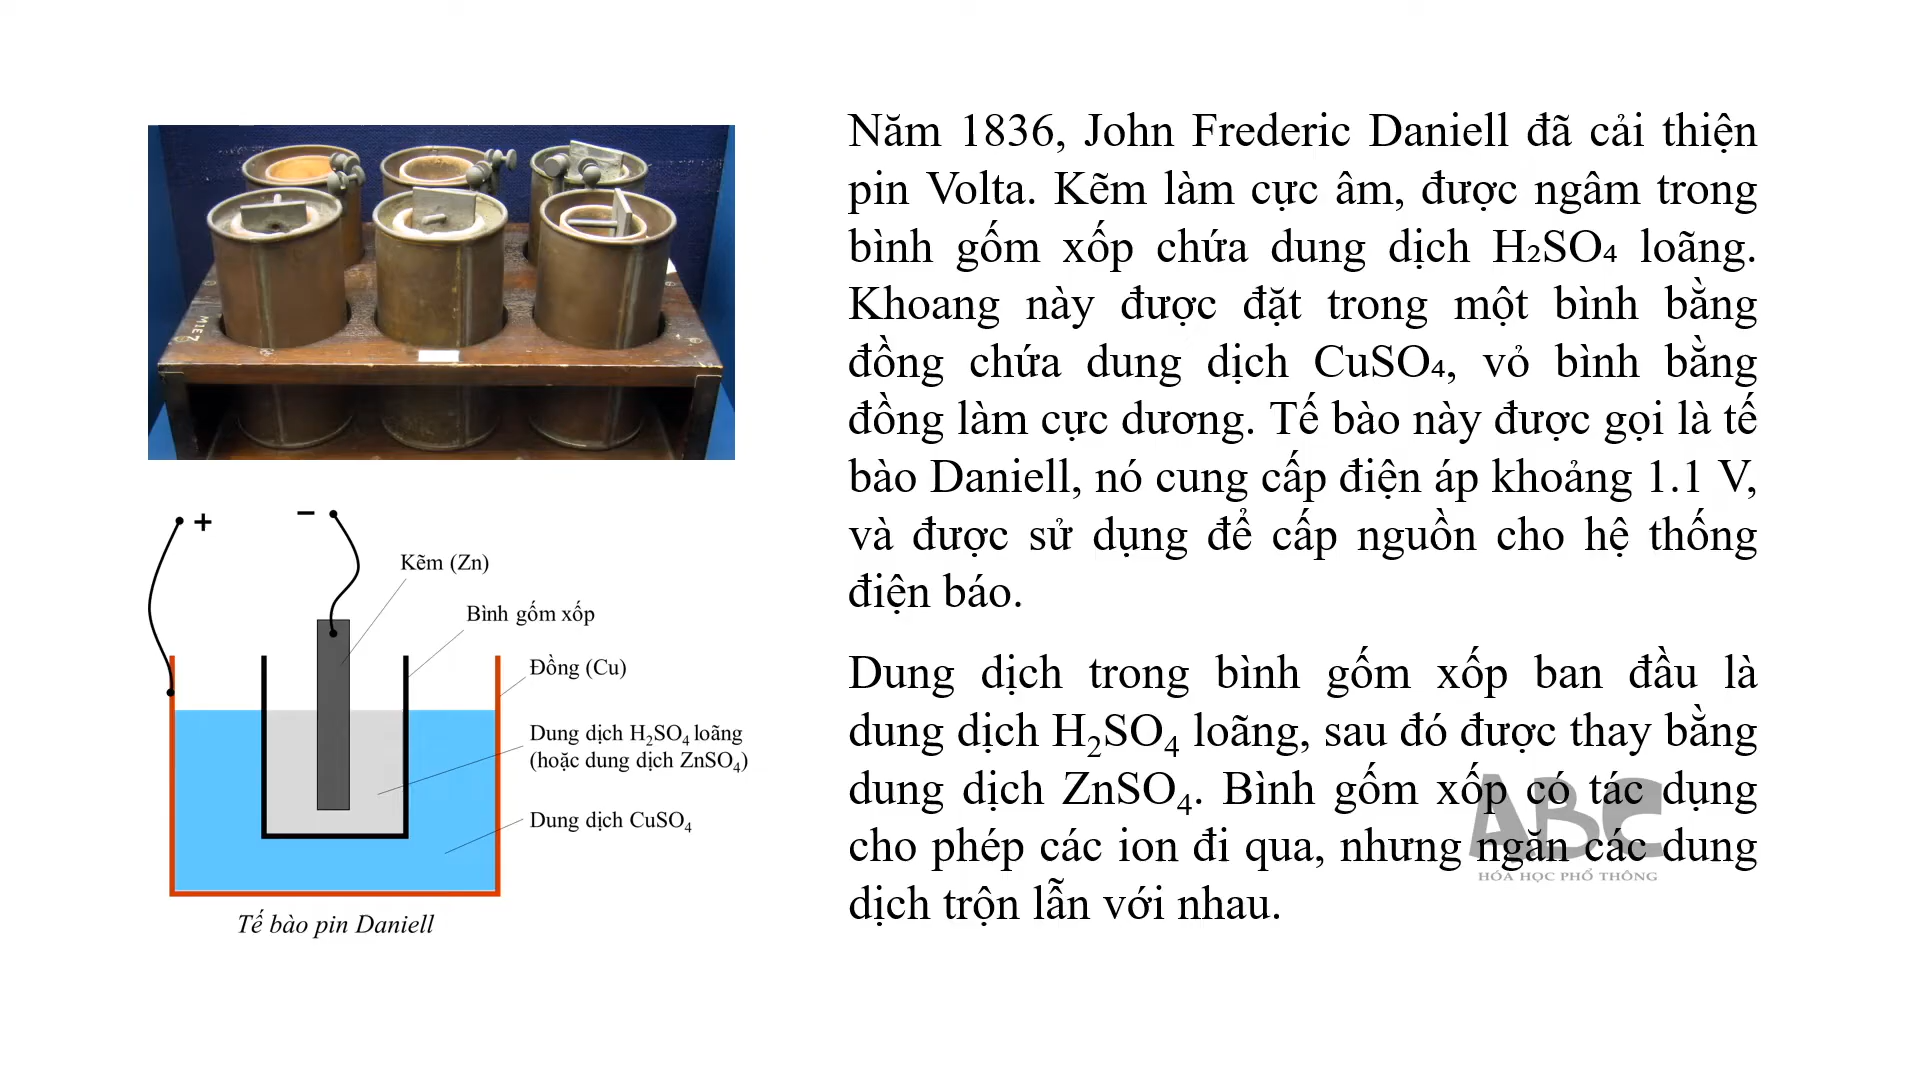 Năm 1836, John Frederic Daniell đã cải thiện
pin Volta. Kẽm làm cực âm, được ngâm trong
bình gốm xốp chứa dung dịch H₂SO₄ loãng.
Khoang này được đặt trong một bình bằng
đồng chứa dung dịch CuSO₄, vỏ bình bằng
đồng làm cực dương. Tế bào này được gọi là tế
bào Daniell, nó cung cấp điện áp khoảng 1.1 V,
và được sử dụng để cấp nguồn cho hệ thống
điện báo.
Dung dịch trong bình gốm xốp ban đầu là
dung dịch H₂SO₄ loãng, sau đó được thay bằng
dung dịch ZnSO₄. Bình gốm xốp có tác dụng
cho phép các ion đi qua, nhưng ngăn các dung
dịch trộn lẫn với nhau.
ABC
HÓA HỌC PHỔ THÔNG
+
−
Kẽm (Zn)
Bình gốm xốp
Đồng (Cu)
Dung dịch H₂SO₄ loãng
(hoặc dung dịch ZnSO₄)
Dung dịch CuSO₄
Tế bào pin Daniell